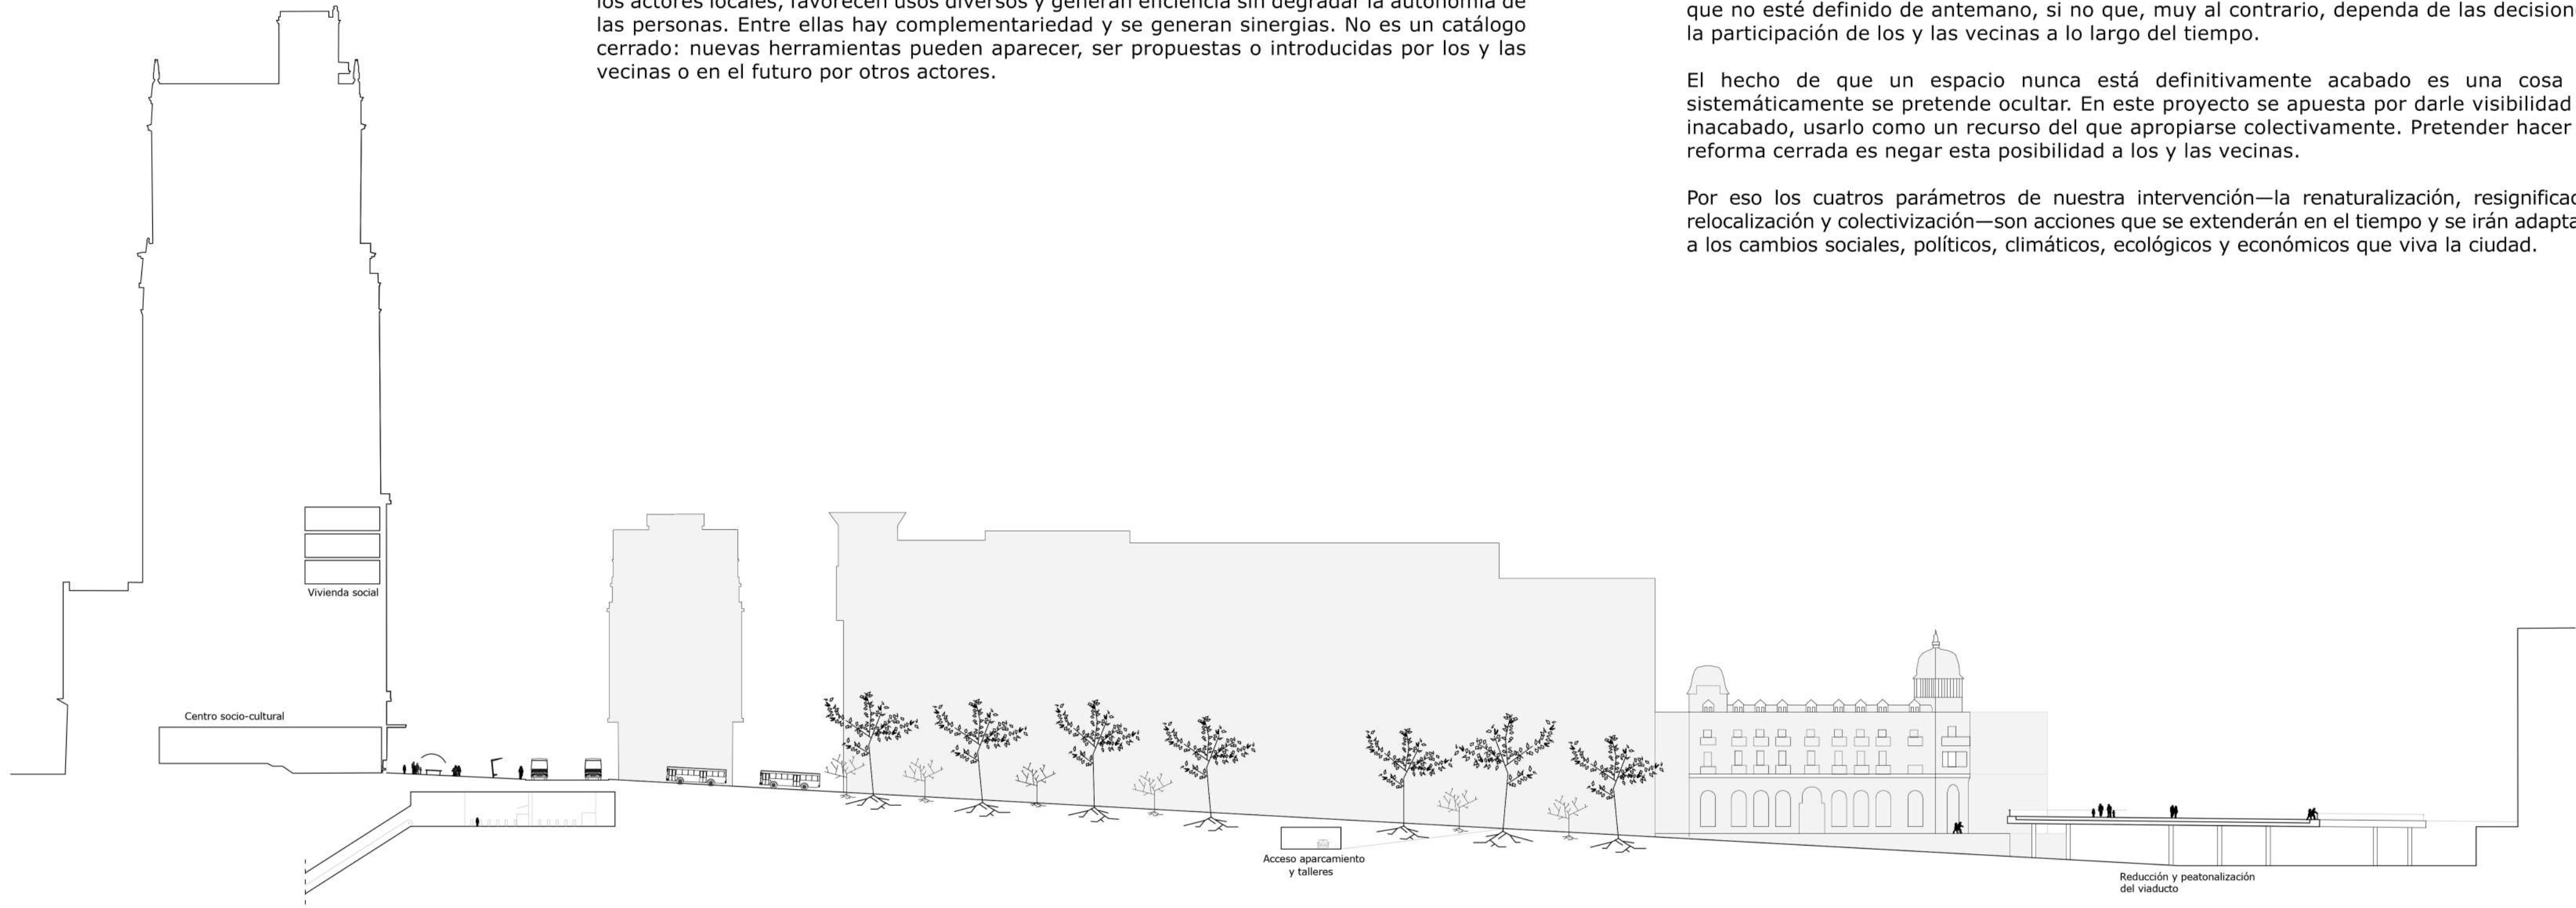 los actores locales, favorecen usos diversos y generan eficiencia sin degradar la autonomía de
las personas. Entre ellas hay complementariedad y se generan sinergias. No es un catálogo
cerrado: nuevas herramientas pueden aparecer, ser propuestas o introducidas por los y las
vecinas o en el futuro por otros actores.
que no esté definido de antemano, si no que, muy al contrario, dependa de las decision
la participación de los y las vecinas a lo largo del tiempo.
El hecho de que un espacio nunca está definitivamente acabado es una cosa
sistemáticamente se pretende ocultar. En este proyecto se apuesta por darle visibilidad
inacabado, usarlo como un recurso del que apropiarse colectivamente. Pretender hacer
reforma cerrada es negar esta posibilidad a los y las vecinas.
Por eso los cuatros parámetros de nuestra intervención—la renaturalización, resignificac
relocalización y colectivización—son acciones que se extenderán en el tiempo y se irán adapta
a los cambios sociales, políticos, climáticos, ecológicos y económicos que viva la ciudad.
Vivienda social
Centro socio-cultural
Acceso aparcamiento
y talleres
Reducción y peatonalización
del viaducto